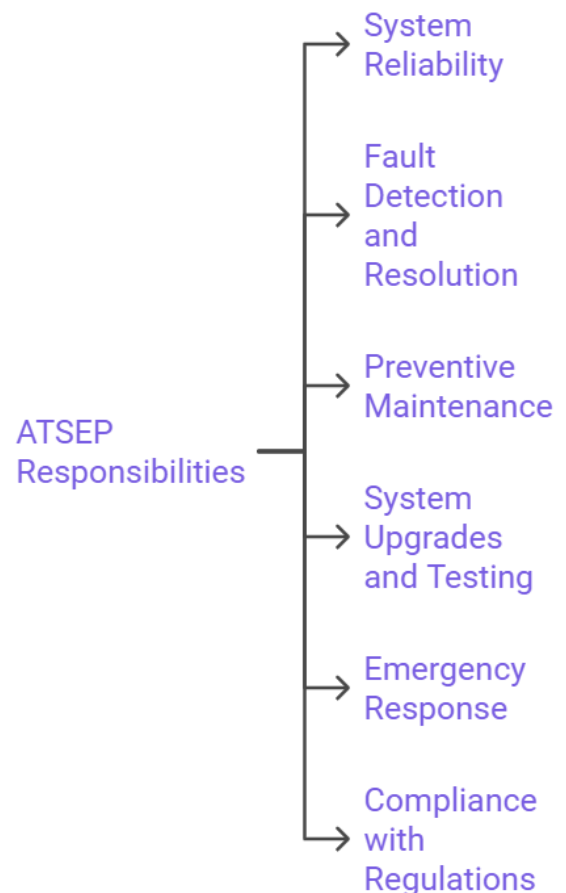 System
Reliability
Fault
Detection
and
Resolution
Preventive
Maintenance
ATSEP
Responsibilities
System
Upgrades
and Testing
Emergency
Response
Compliance
with
Regulations